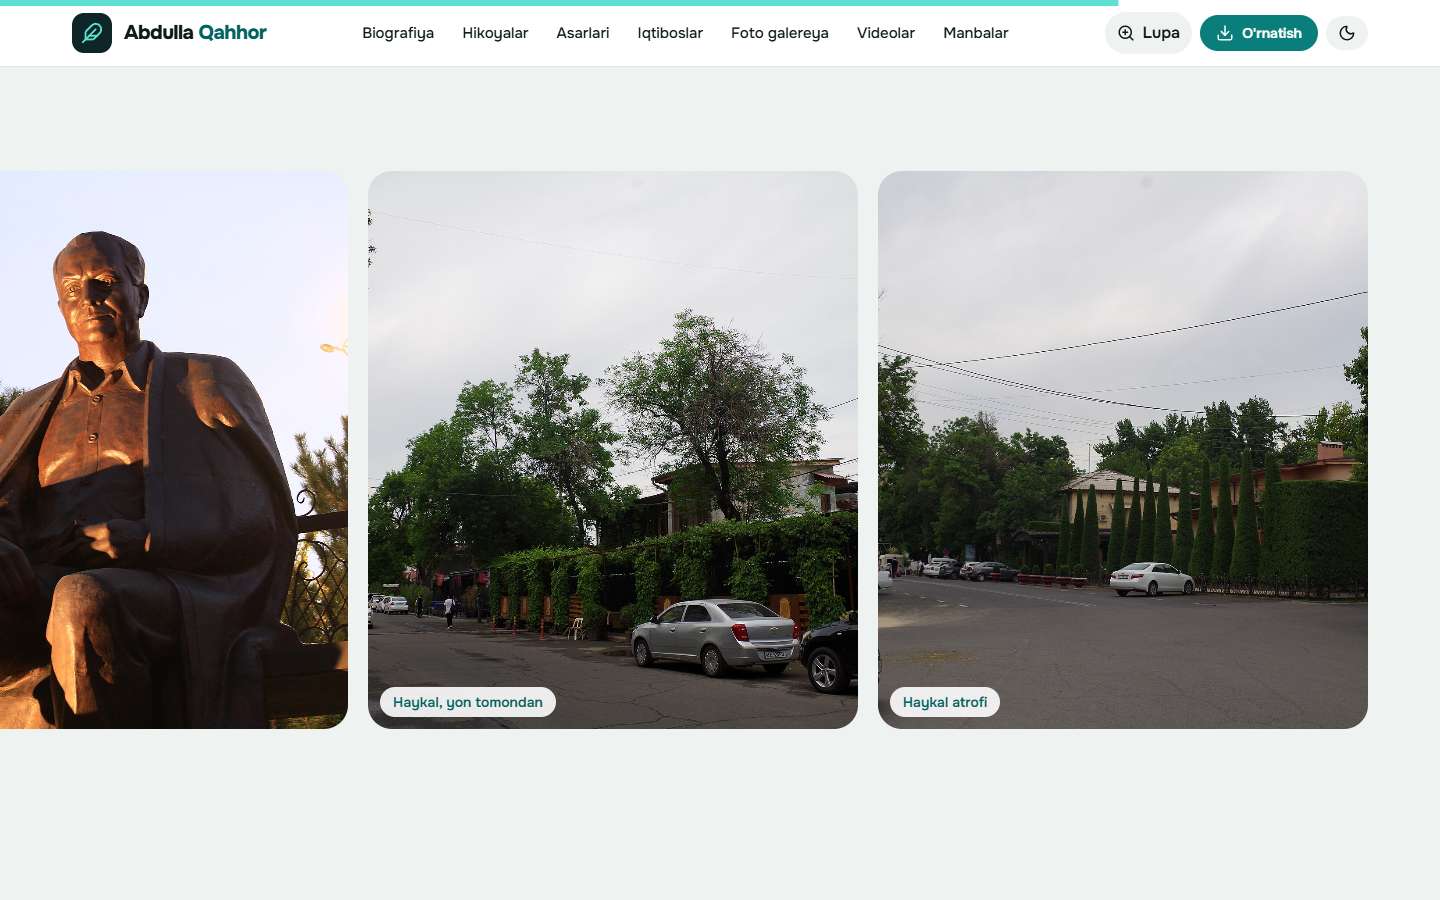 Abdulla Qahhor
Biografiya
Hikoyalar
Asarlari
Iqtiboslar
Foto galereya
Videolar
Manbalar
Lupa
O'rnatish
Haykal, yon tomondan
Haykal atrofi